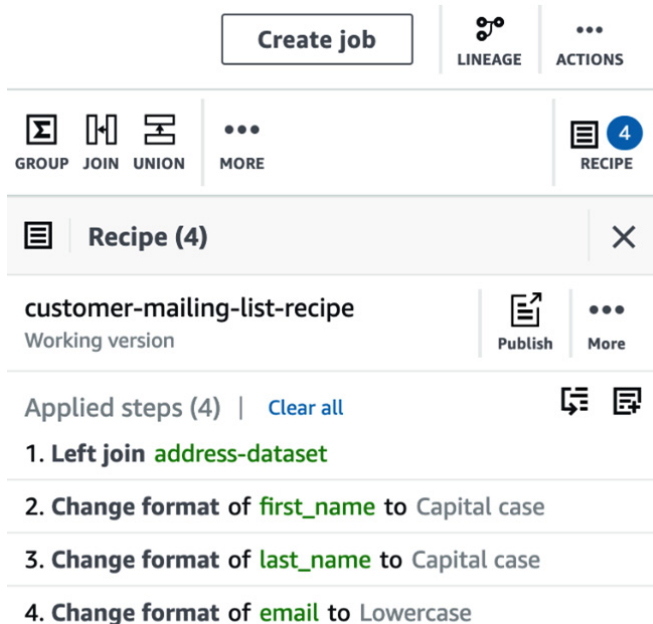 Create job
LINEAGE
ACTIONS
GROUP JOIN UNION
MORE
4
RECIPE
Recipe (4)
customer-mailing-list-recipe
Working version
Publish
More
Applied steps (4) | Clear all
1. Left join address-dataset
2. Change format of first_name to Capital case
3. Change format of last_name to Capital case
4. Change format of email to Lowercase